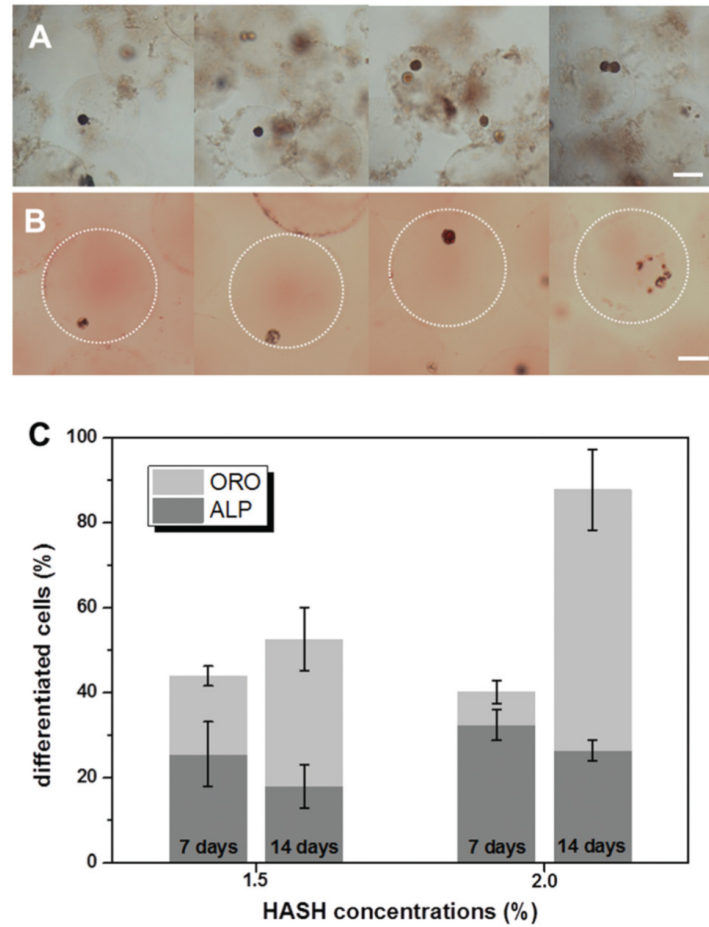 A
B
C
100
80
60
40
20
0
differentiated cells (%)
ORO
ALP
7 days 14 days 7 days 14 days
1.5 2.0
HASH concentrations (%)